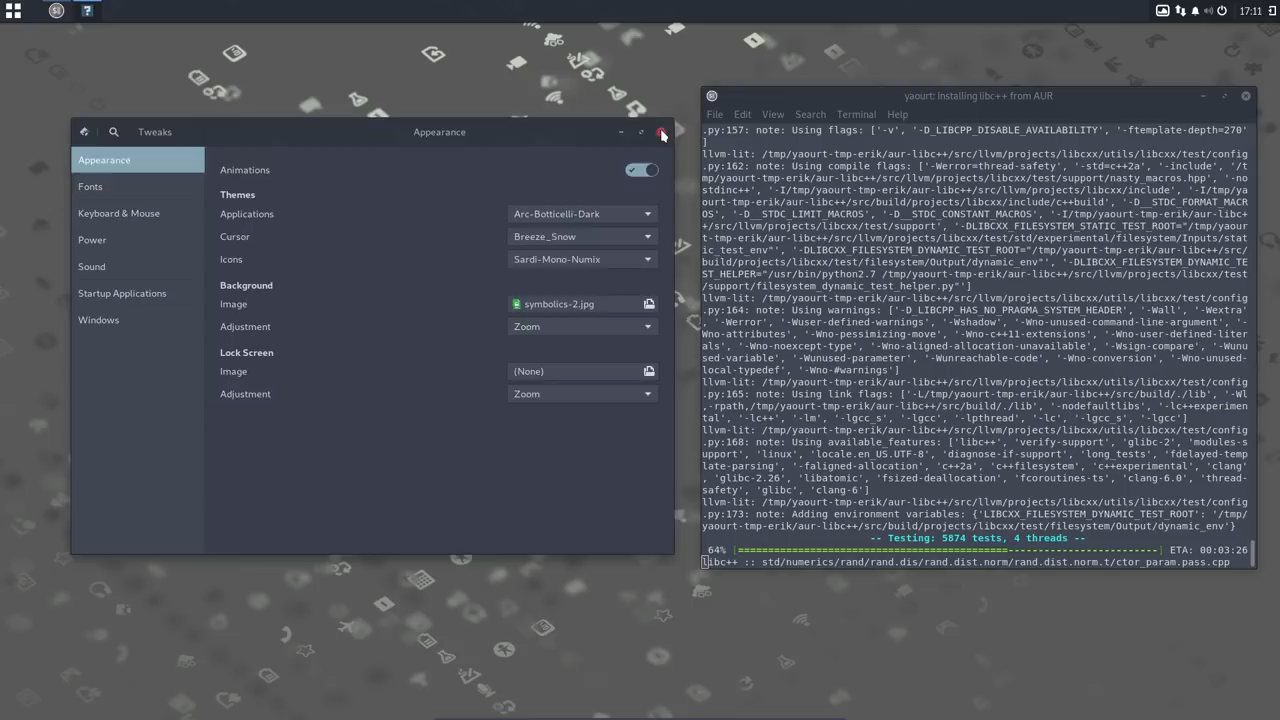 17:11
Tweaks
Appearance
Appearance
Fonts
Keyboard & Mouse
Power
Sound
Startup Applications
Windows
Animations
Themes
Applications
Arc-Botticelli-Dark
Cursor
Breeze_Snow
Icons
Sardi-Mono-Numix
Background
Image
symbolics-2.jpg
Adjustment
Zoom
Lock Screen
Image
(None)
Adjustment
Zoom
yaourt: Installing libc++ from AUR
File Edit View Search Terminal Help
.py:157: note: Using flags: ['-v', '-D_LIBCPP_DISABLE_AVAILABILITY', '-ftemplate-depth=270'
]
llvm-lit: /tmp/yaourt-tmp-erik/aur-libc++/src/llvm/projects/libcxx/utils/libcxx/test/config
.py:162: note: Using compile flags: ['-Werror=thread-safety', '-std=c++2a', '-include', '/t
mp/yaourt-tmp-erik/aur-libc++/src/llvm/projects/libcxx/test/support/nasty_macros.hpp', '-no
stdinc++', '-I/tmp/yaourt-tmp-erik/aur-libc++/src/llvm/projects/libcxx/include', '-I/tmp/ya
ourt-tmp-erik/aur-libc++/src/build/projects/libcxx/include/c++build', '-D__STDC_FORMAT_MACR
OS', '-D__STDC_LIMIT_MACROS', '-D__STDC_CONSTANT_MACROS', '-I/tmp/yaourt-tmp-erik/aur-libc+
+/src/llvm/projects/libcxx/test/support', '-DLIBCXX_FILESYSTEM_STATIC_TEST_ROOT="/tmp/yaour
t-tmp-erik/aur-libc++/src/llvm/projects/libcxx/test/std/experimental/filesystem/Inputs/stat
ic_test_env"', '-DLIBCXX_FILESYSTEM_DYNAMIC_TEST_ROOT="/tmp/yaourt-tmp-erik/aur-libc++/src/
build/projects/libcxx/test/filesystem/Output/dynamic_env"', '-DLIBCXX_FILESYSTEM_DYNAMIC_TE
ST_HELPER="/usr/bin/python2.7 /tmp/yaourt-tmp-erik/aur-libc++/src/llvm/projects/libcxx/test
/support/filesystem_dynamic_test_helper.py"']
llvm-lit: /tmp/yaourt-tmp-erik/aur-libc++/src/llvm/projects/libcxx/utils/libcxx/test/config
.py:164: note: Using warnings: ['-D_LIBCPP_HAS_NO_PRAGMA_SYSTEM_HEADER', '-Wall', '-Wextra'
, '-Werror', '-Wuser-defined-warnings', '-Wshadow', '-Wno-unused-command-line-argument', '-
Wno-attributes', '-Wno-pessimizing-move', '-Wno-c++11-extensions', '-Wno-user-defined-liter
als', '-Wno-noexcept-type', '-Wno-aligned-allocation-unavailable', '-Wsign-compare', '-Wunu
sed-variable', '-Wunused-parameter', '-Wunreachable-code', '-Wno-conversion', '-Wno-unused-
local-typedef', '-Wno-#warnings']
llvm-lit: /tmp/yaourt-tmp-erik/aur-libc++/src/llvm/projects/libcxx/utils/libcxx/test/config
.py:165: note: Using link flags: ['-L/tmp/yaourt-tmp-erik/aur-libc++/src/build/./lib', '-Wl
,-rpath,/tmp/yaourt-tmp-erik/aur-libc++/src/build/./lib', '-nodefaultlibs', '-lc++experimen
tal', '-lc++', '-lm', '-lgcc_s', '-lgcc', '-lpthread', '-lc', '-lgcc_s', '-lgcc']
llvm-lit: /tmp/yaourt-tmp-erik/aur-libc++/src/llvm/projects/libcxx/utils/libcxx/test/config
.py:168: note: Using available_features: ['libc++', 'verify-support', 'glibc-2', 'modules-s
upport', 'linux', 'locale.en_US.UTF-8', 'diagnose-if-support', 'long_tests', 'fdelayed-temp
late-parsing', '-faligned-allocation', 'c++2a', 'c++filesystem', 'c++experimental', 'clang'
, 'glibc-2.26', 'libatomic', 'fsized-deallocation', 'fcoroutines-ts', 'clang-6.0', 'thread-
safety', 'glibc', 'clang-6']
llvm-lit: /tmp/yaourt-tmp-erik/aur-libc++/src/llvm/projects/libcxx/utils/libcxx/test/config
.py:173: note: Adding environment variables: {'LIBCXX_FILESYSTEM_DYNAMIC_TEST_ROOT': '/tmp/
yaourt-tmp-erik/aur-libc++/src/build/projects/libcxx/test/filesystem/Output/dynamic_env'}
-- Testing: 5874 tests, 4 threads --
64% [==========================================------------------------] ETA: 00:03:26
libc++ :: std/numerics/rand/rand.dis/rand.dist.norm/rand.dist.norm.t/ctor_param.pass.cpp